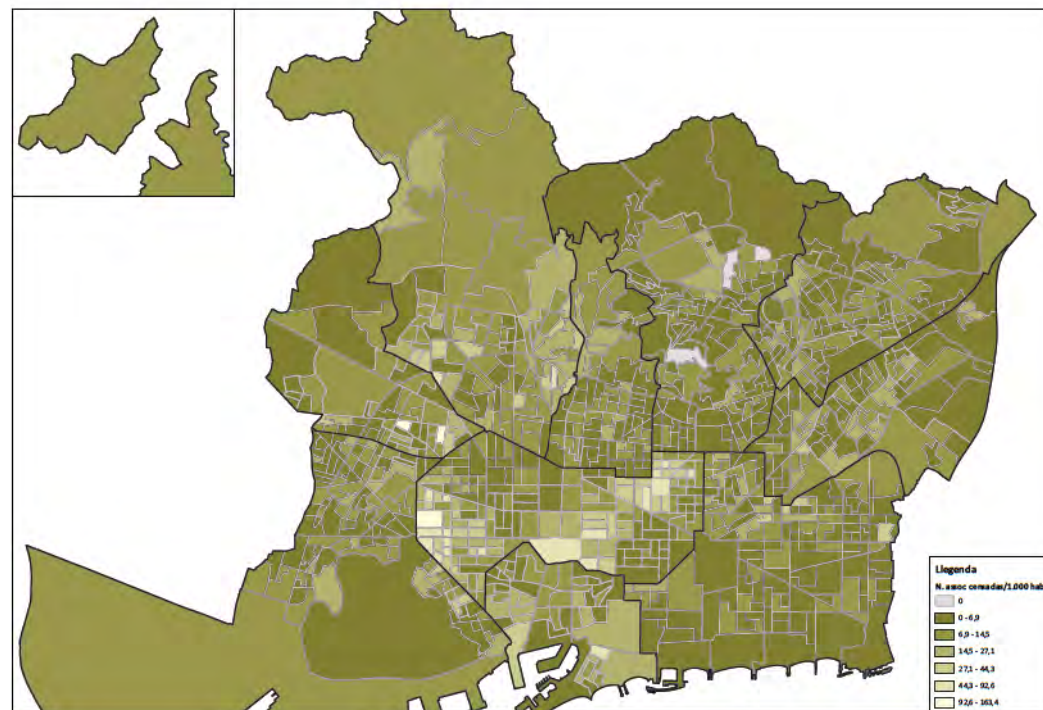 Llegenda
N. assoc censadas/1.000 hab
0
0 - 6,9
6,9 - 14,5
14,5 - 27,1
27,1 - 44,3
44,3 - 92,6
92,6 - 163,4